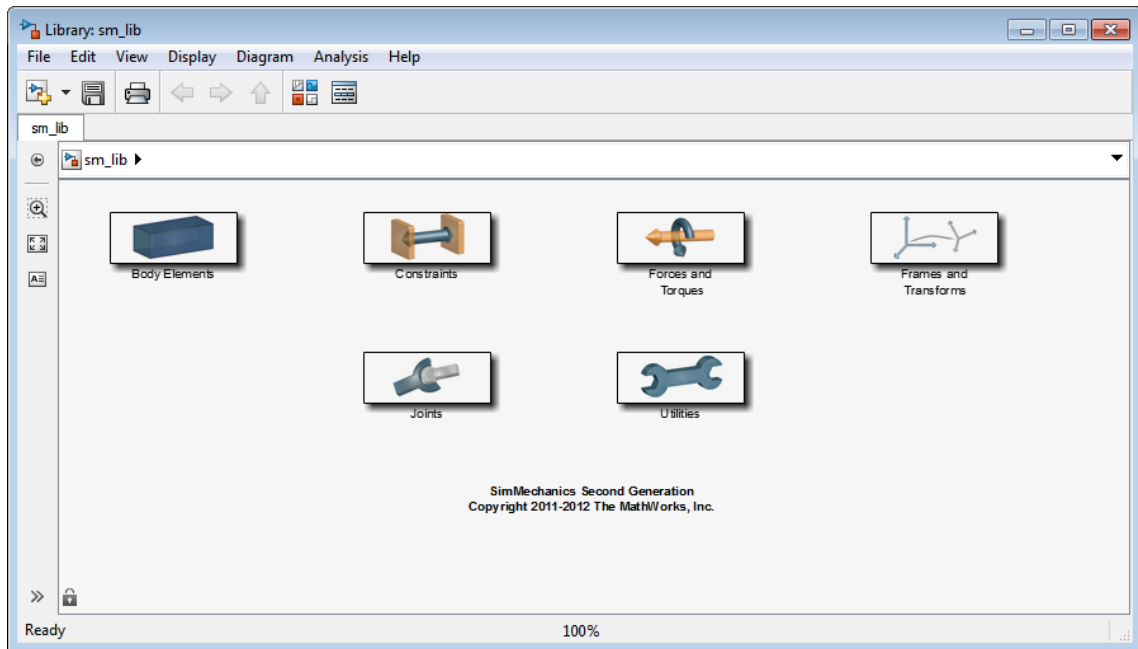 Library: sm_lib
File Edit View Display Diagram Analysis Help
sm_lib
sm_lib
Body Elements
Constraints
Forces and
Torques
Frames and
Transforms
Joints
Utilities
SimMechanics Second Generation
Copyright 2011-2012 The MathWorks, Inc.
Ready 100%